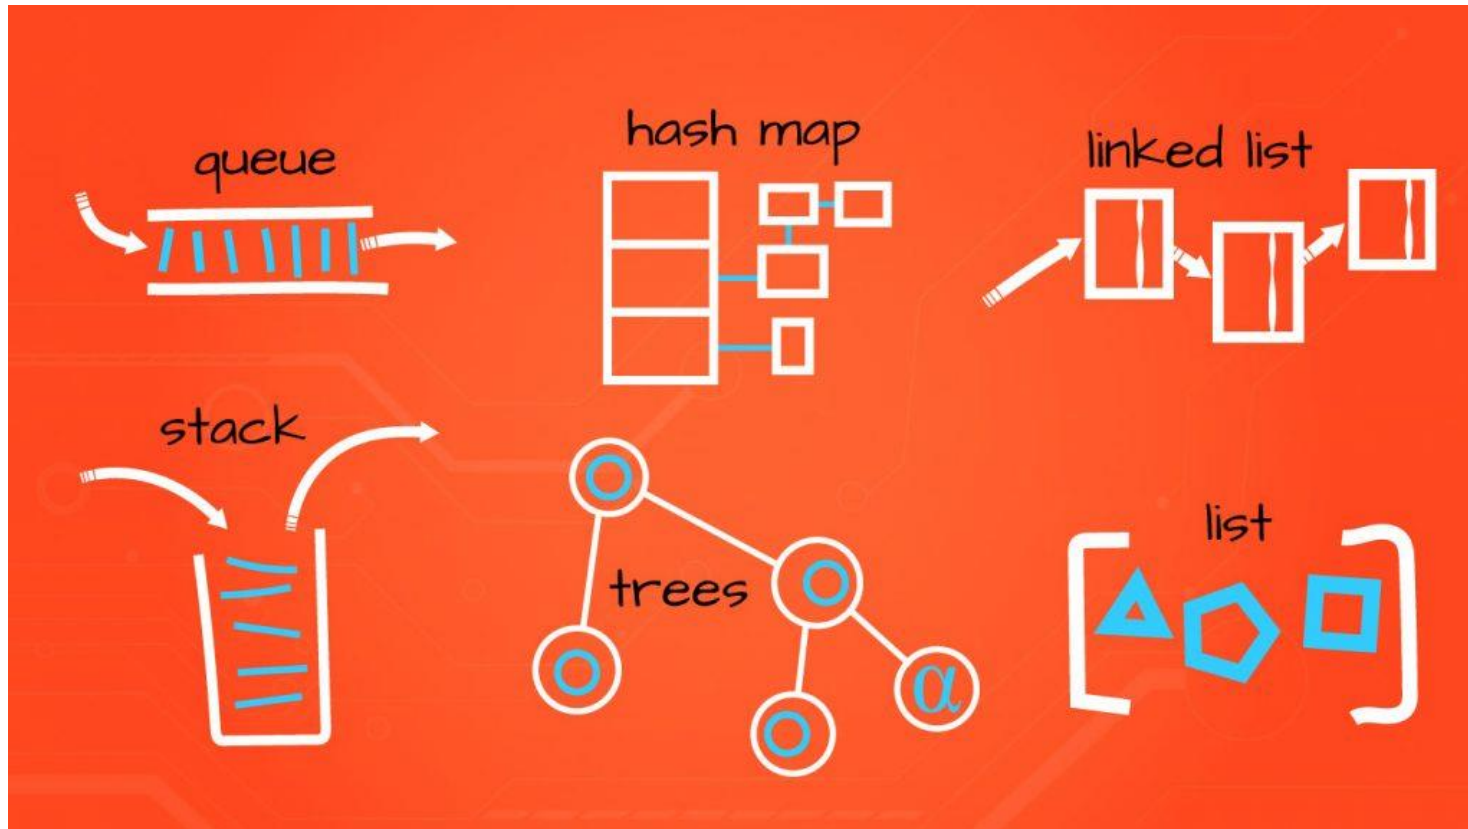 queue
hash map
linked list
stack
trees
α
list